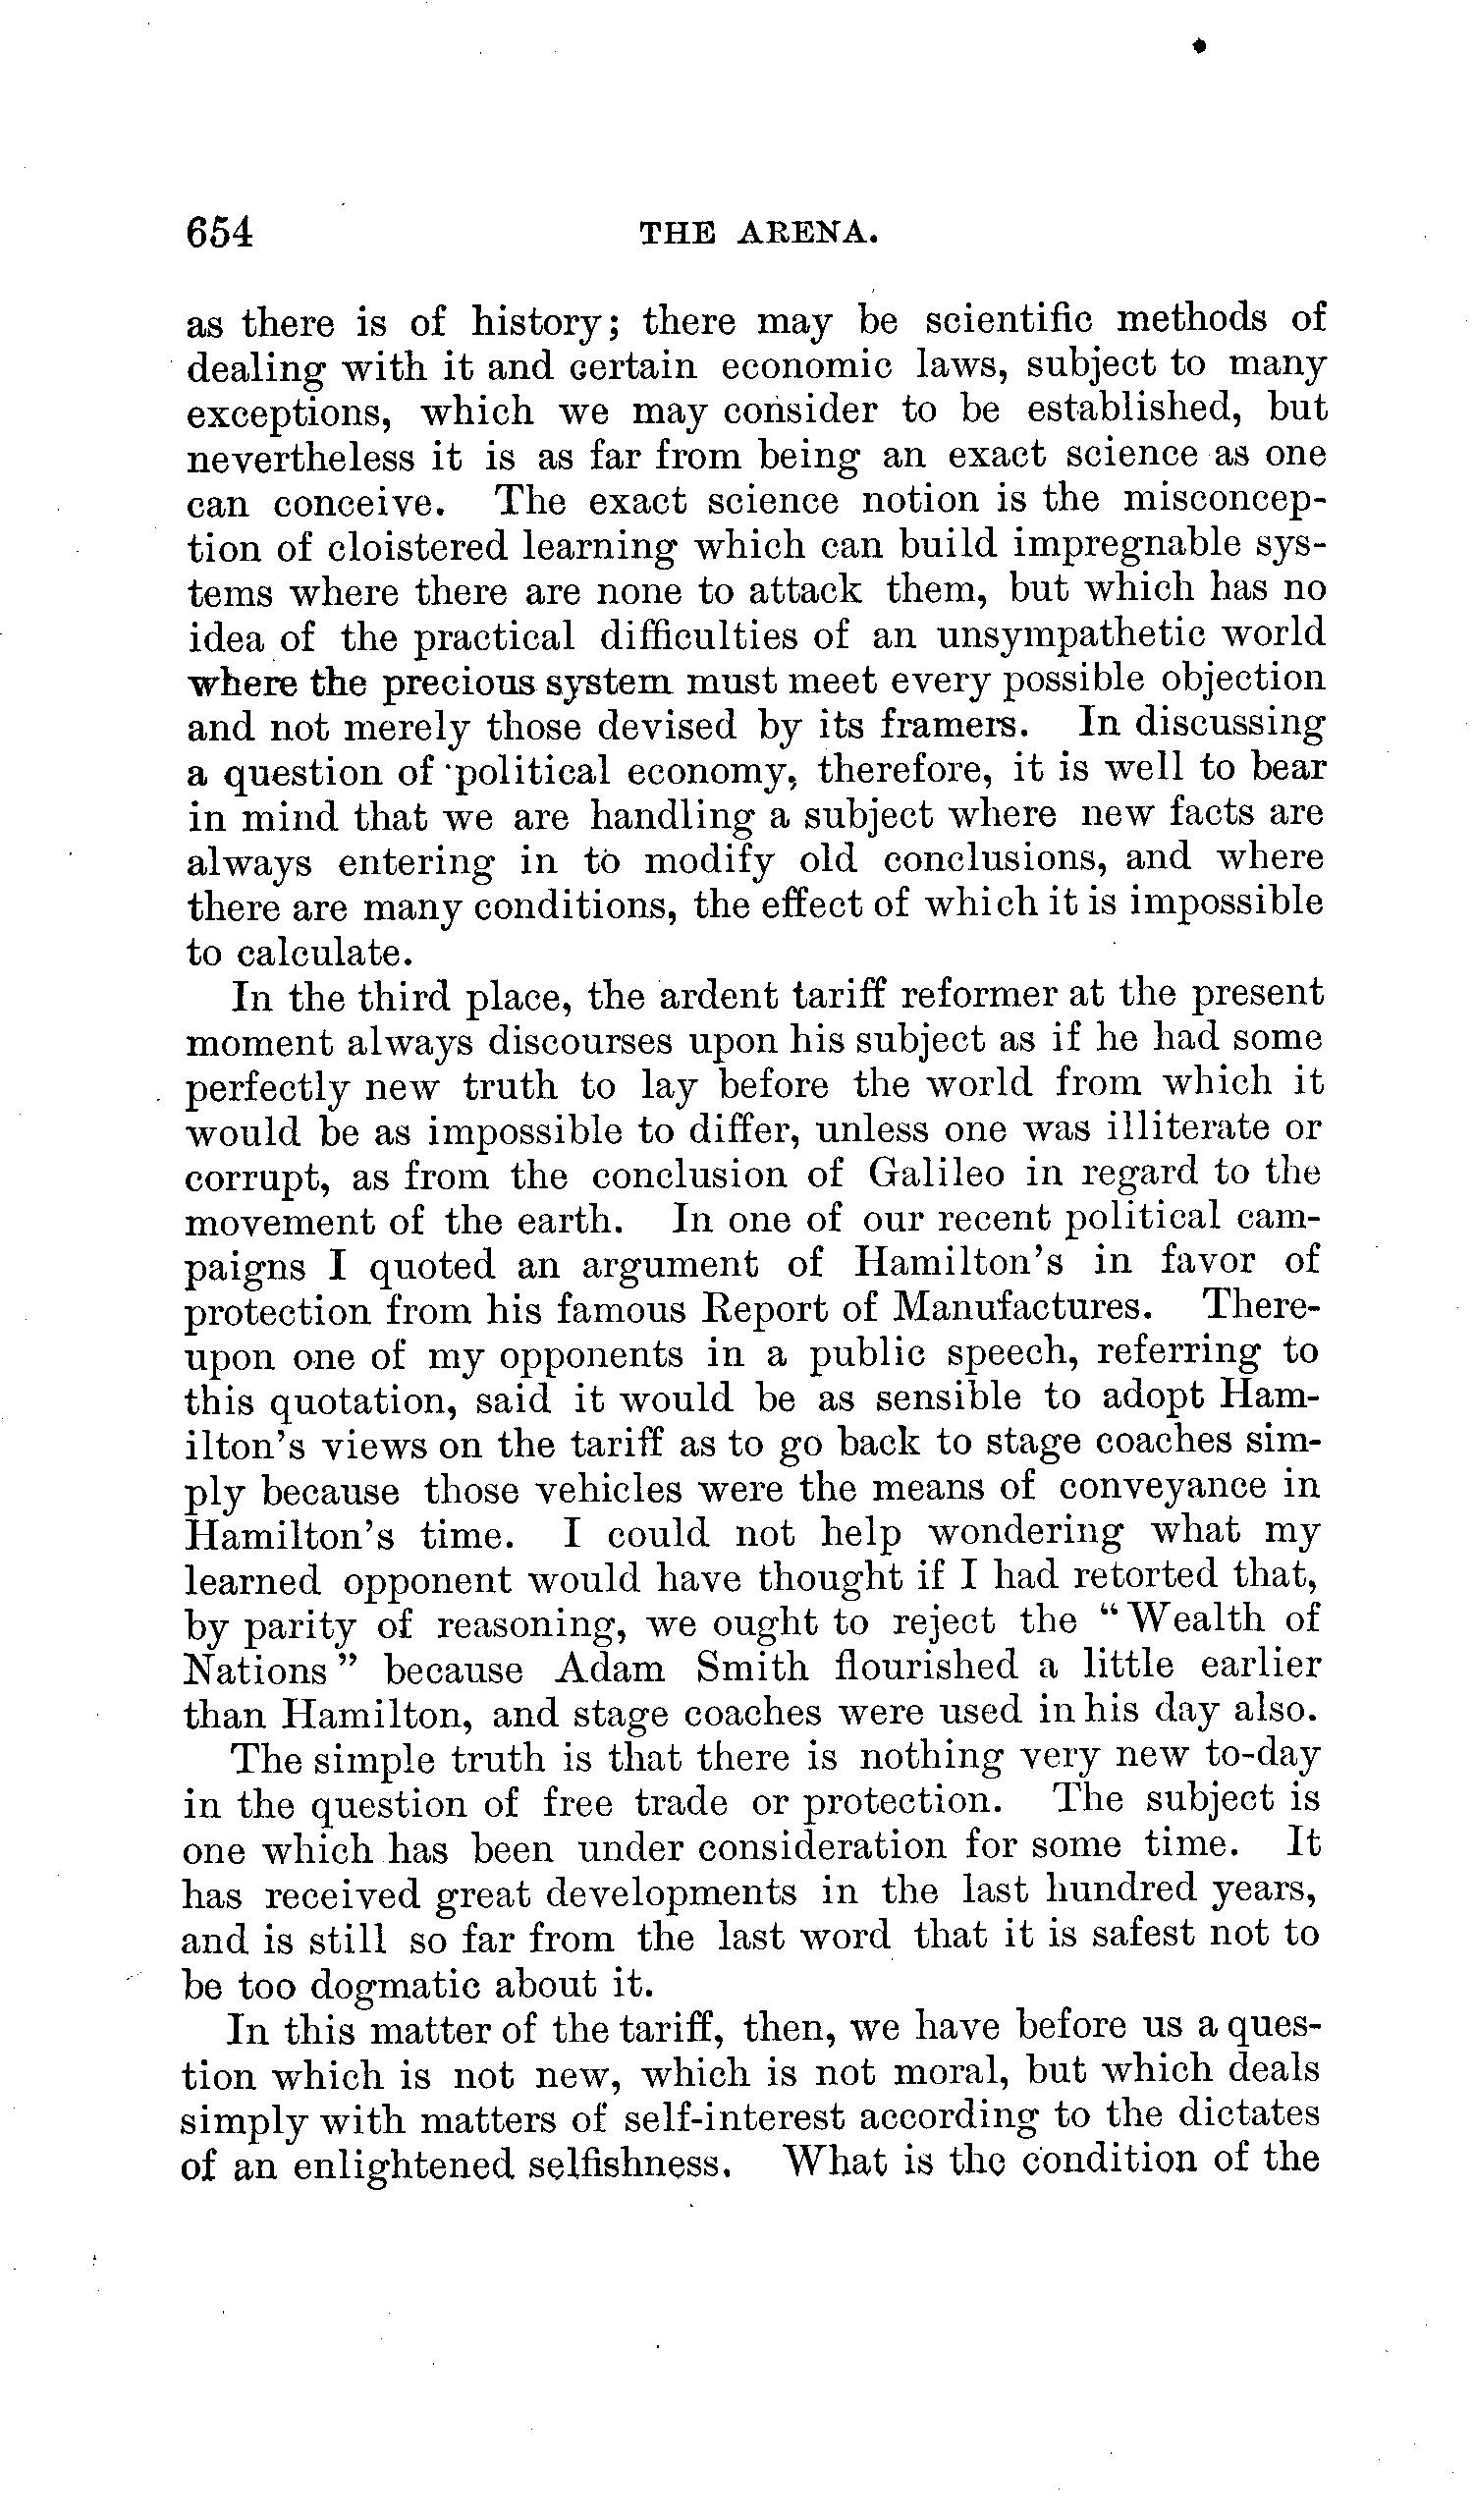 654 THE ARENA.
as there is of history; there may be scientific methods of
dealing with it and certain economic laws, subject to many
exceptions, which we may consider to be established, but
nevertheless it is as far from being an exact science as one
can conceive. The exact science notion is the misconcep-
tion of cloistered learning which can build impregnable sys-
tems where there are none to attack them, but which has no
idea of the practical difficulties of an unsympathetic world
where the precious system must meet every possible objection
and not merely those devised by its framers. In discussing
a question of political economy, therefore, it is well to bear
in mind that we are handling a subject where new facts are
always entering in to modify old conclusions, and where
there are many conditions, the effect of which it is impossible
to calculate.
In the third place, the ardent tariff reformer at the present
moment always discourses upon his subject as if he had some
perfectly new truth to lay before the world from which it
would be as impossible to differ, unless one was illiterate or
corrupt, as from the conclusion of Galileo in regard to the
movement of the earth. In one of our recent political cam-
paigns I quoted an argument of Hamilton's in favor of
protection from his famous Report of Manufactures. There-
upon one of my opponents in a public speech, referring to
this quotation, said it would be as sensible to adopt Ham-
ilton's views on the tariff as to go back to stage coaches sim-
ply because those vehicles were the means of conveyance in
Hamilton's time. I could not help wondering what my
learned opponent would have thought if I had retorted that,
by parity of reasoning, we ought to reject the "Wealth of
Nations" because Adam Smith flourished a little earlier
than Hamilton, and stage coaches were used in his day also.
The simple truth is that there is nothing very new to-day
in the question of free trade or protection. The subject is
one which has been under consideration for some time. It
has received great developments in the last hundred years,
and is still so far from the last word that it is safest not to
be too dogmatic about it.
In this matter of the tariff, then, we have before us a ques-
tion which is not new, which is not moral, but which deals
simply with matters of self-interest according to the dictates
of an enlightened selfishness. What is the condition of the